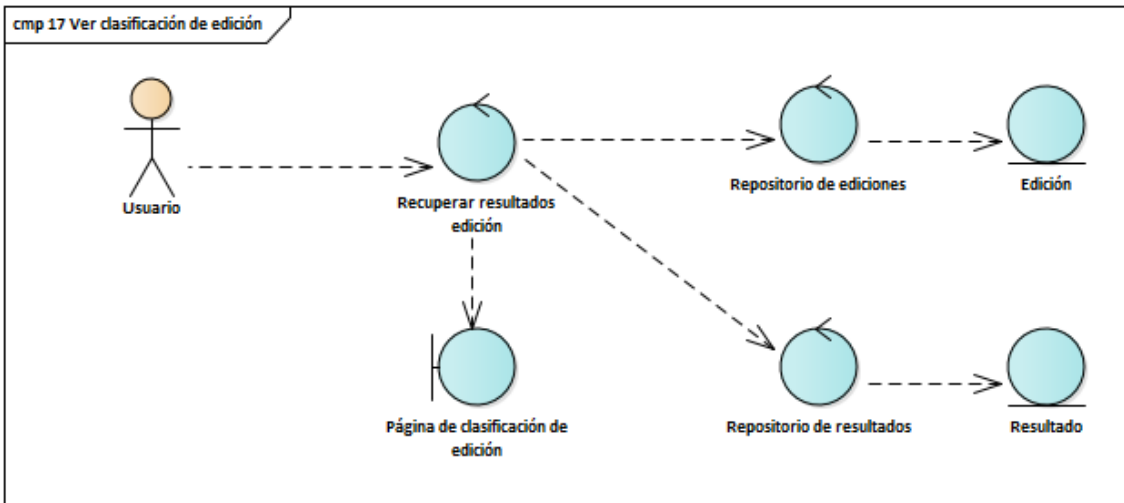 cmp 17 Ver clasificación de edición
Usuario
Recuperar resultados
edición
Repositorio de ediciones
Edición
Página de clasificación de
edición
Repositorio de resultados
Resultado